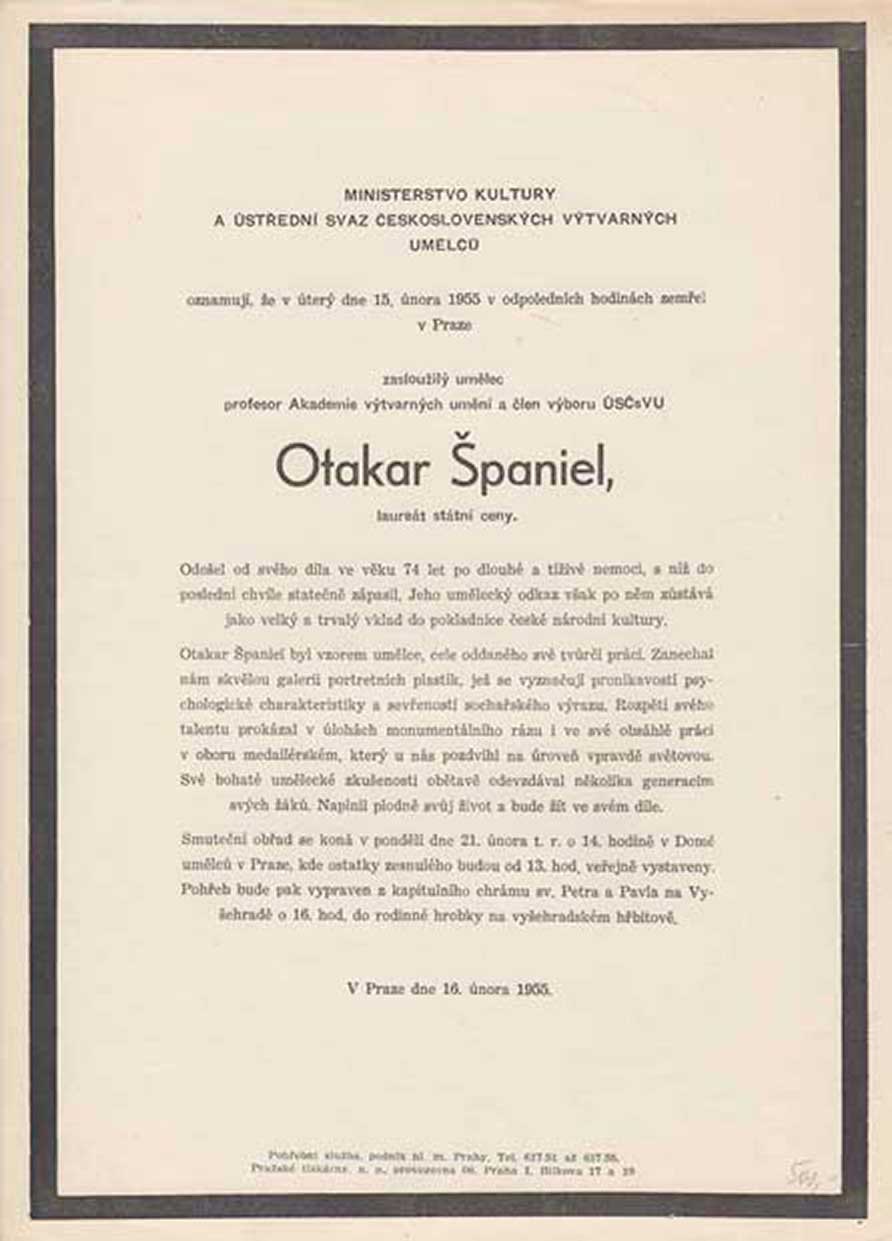 MINISTERSTVO KULTURY
A ÚSTŘEDNÍ SVAZ ČESKOSLOVENSKÝCH VÝTVARNÝCH
UMĚLCŮ
oznamují, že v úterý dne 15. února 1955 v odpoledních hodinách zemřel
v Praze
zasloužilý umělec
profesor Akademie výtvarných umění a člen výboru ÚSČsVU
Otakar Španiel,
laureát státní ceny.
Odešel od svého díla ve věku 74 let po dlouhé a tíživé nemoci, s níž do
poslední chvíle statečně zápasil. Jeho umělecký odkaz však po něm zůstává
jako velký a trvalý vklad do pokladnice české národní kultury.
Otakar Španiel byl vzorem umělce, cele oddaného své tvůrčí práci. Zanechal
nám skvělou galerii portretních plastik, jež se vyznačují pronikavostí psy-
chologické charakteristiky a sevřeností sochařského výrazu. Rozpětí svého
talentu prokázal v úlohách monumentálního rázu i ve své obsáhlé práci
v oboru medailérském, který u nás pozdvihl na úroveň vpravdě světovou.
Své bohaté umělecké zkušenosti obětavě odevzdával několika generacím
svých žáků. Naplnil plodně svůj život a bude žít ve svém díle.
Smuteční obřad se koná v pondělí dne 21. února t. r. o 14. hodině v Domě
umělců v Praze, kde ostatky zesnulého budou od 13. hod. veřejně vystaveny.
Pohřeb bude pak vypraven z kapitulního chrámu sv. Petra a Pavla na Vy-
šehradě o 16. hod. do rodinné hrobky na vyšehradském hřbitově.
V Praze dne 16. února 1955.
Pohřební služba, podnik hl. m. Prahy, Tel. 627-51 až
Pražské tiskárny, n. p., provozovna 06, Praha I, 17 a 19